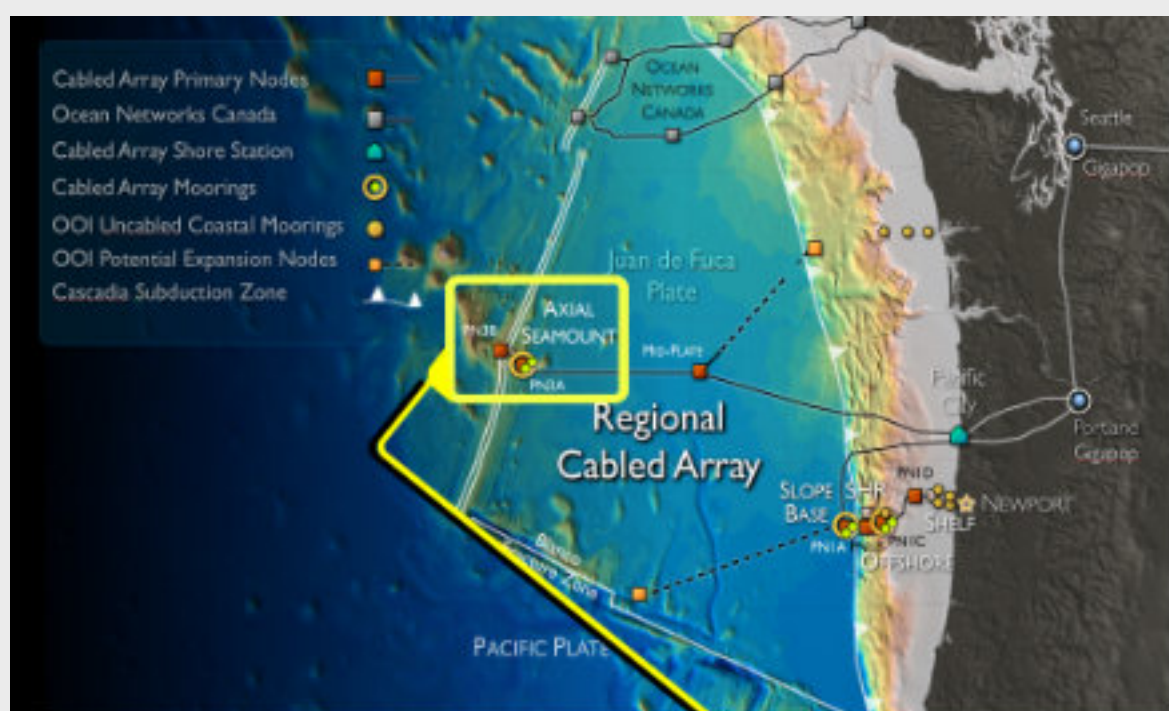 Cabled Array Primary Nodes
Ocean Networks Canada
Cabled Array Shore Station
Cabled Array Moorings
OOI Uncabled Coastal Moorings
OOI Potential Expansion Nodes
Cascadia Subduction Zone
OCEAN
NETWORKS
CANADA
Seattle
Gigapop
Juan de Fuca
Plate
AXIAL
SEAMOUNT
PN3B
PN3A
MID-PLATE
Regional
Cabled Array
Pacific
City
Portland
Gigapop
SLOPE
BASE
SHR
PN1D
NEWPORT
SHELF
PN1A
PN1C
OFFSHORE
Blanco
Zone
PACIFIC PLATE